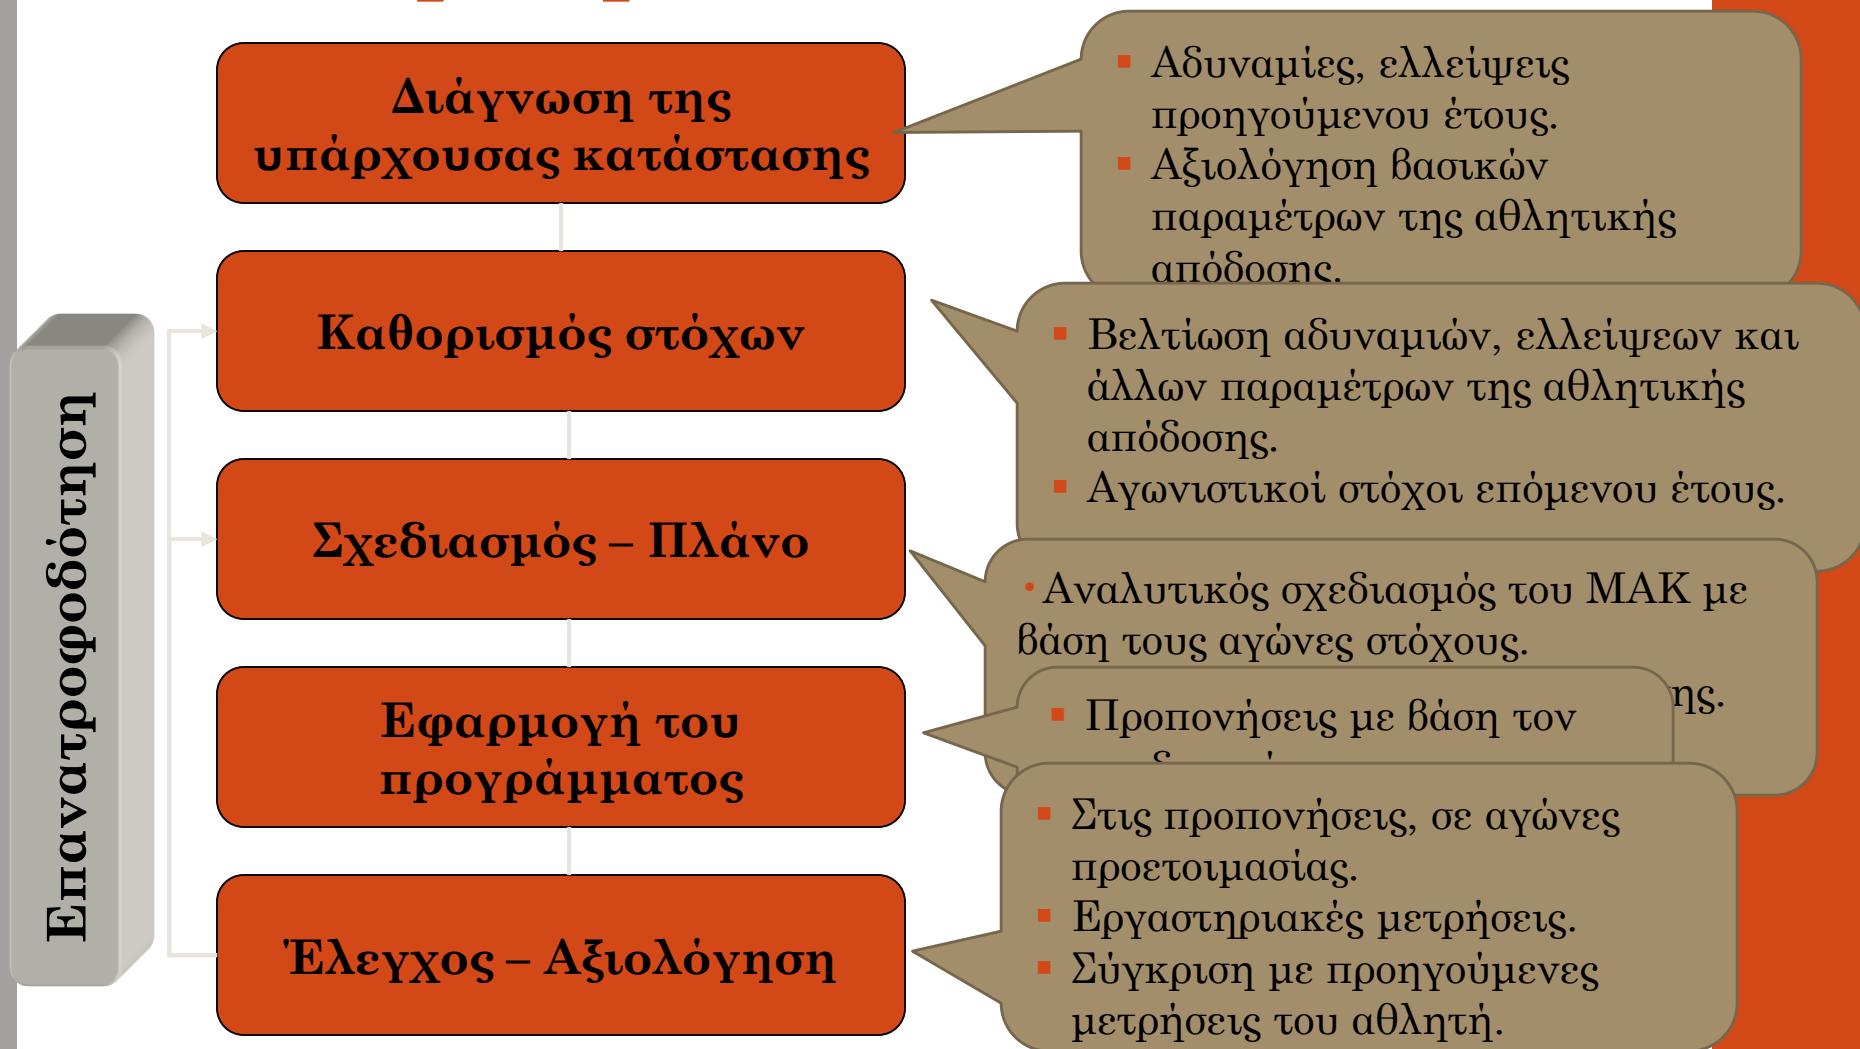 Διάγνωση της
υπάρχουσας κατάστασης
Αδυναμίες, ελλείψεις
προηγούμενου έτους.
Αξιολόγηση βασικών
παραμέτρων της αθλητικής
απόδοσης.
Καθορισμός στόχων
Βελτίωση αδυναμιών, ελλείψεων και
άλλων παραμέτρων της αθλητικής
απόδοσης.
Αγωνιστικοί στόχοι επόμενου έτους.
Σχεδιασμός – Πλάνο
•Αναλυτικός σχεδιασμός του ΜΑΚ με
βάση τους αγώνες στόχους.
Εφαρμογή του
προγράμματος
Προπονήσεις με βάση τον
Έλεγχος – Αξιολόγηση
Στις προπονήσεις, σε αγώνες
προετοιμασίας.
Εργαστηριακές μετρήσεις.
Σύγκριση με προηγούμενες
μετρήσεις του αθλητή.
Επανατροφοδότηση